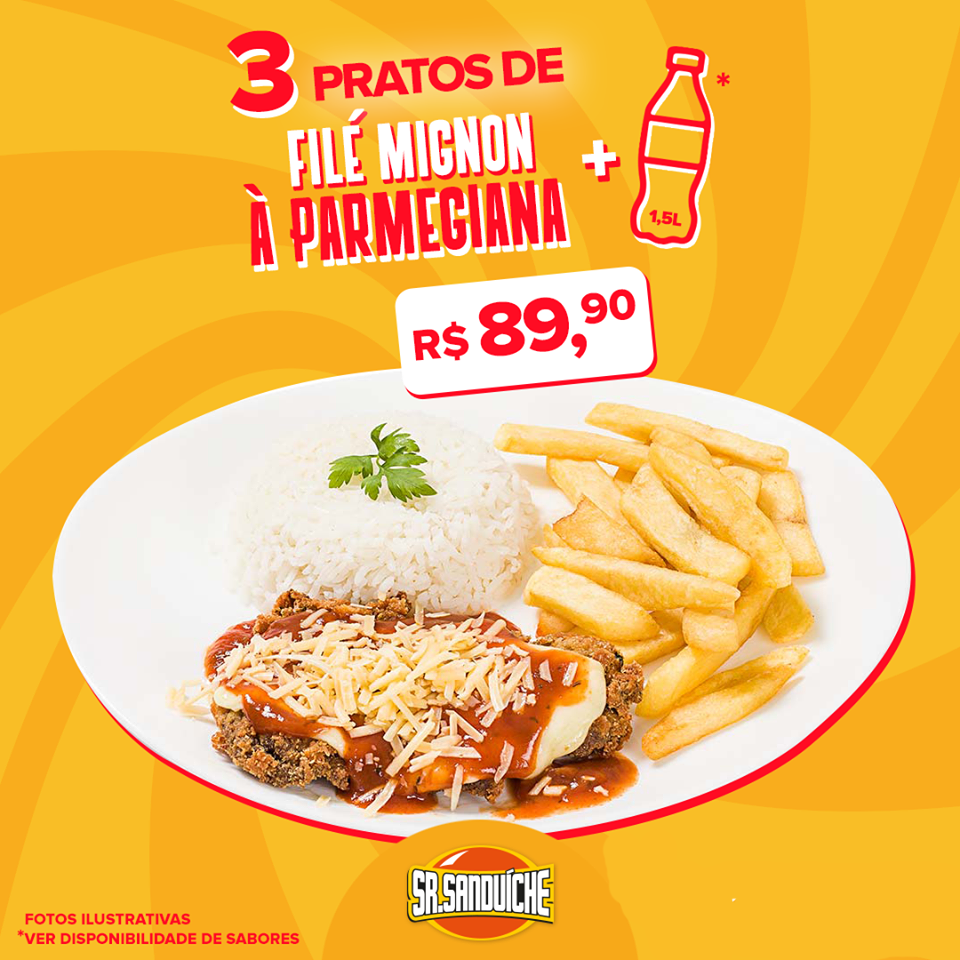 3 PRATOS DE
FILÉ MIGNON
À PARMEGIANA
+
*
1,5L
R$ 89,90
SR.SANDUÍCHE
FOTOS ILUSTRATIVAS
*VER DISPONIBILIDADE DE SABORES